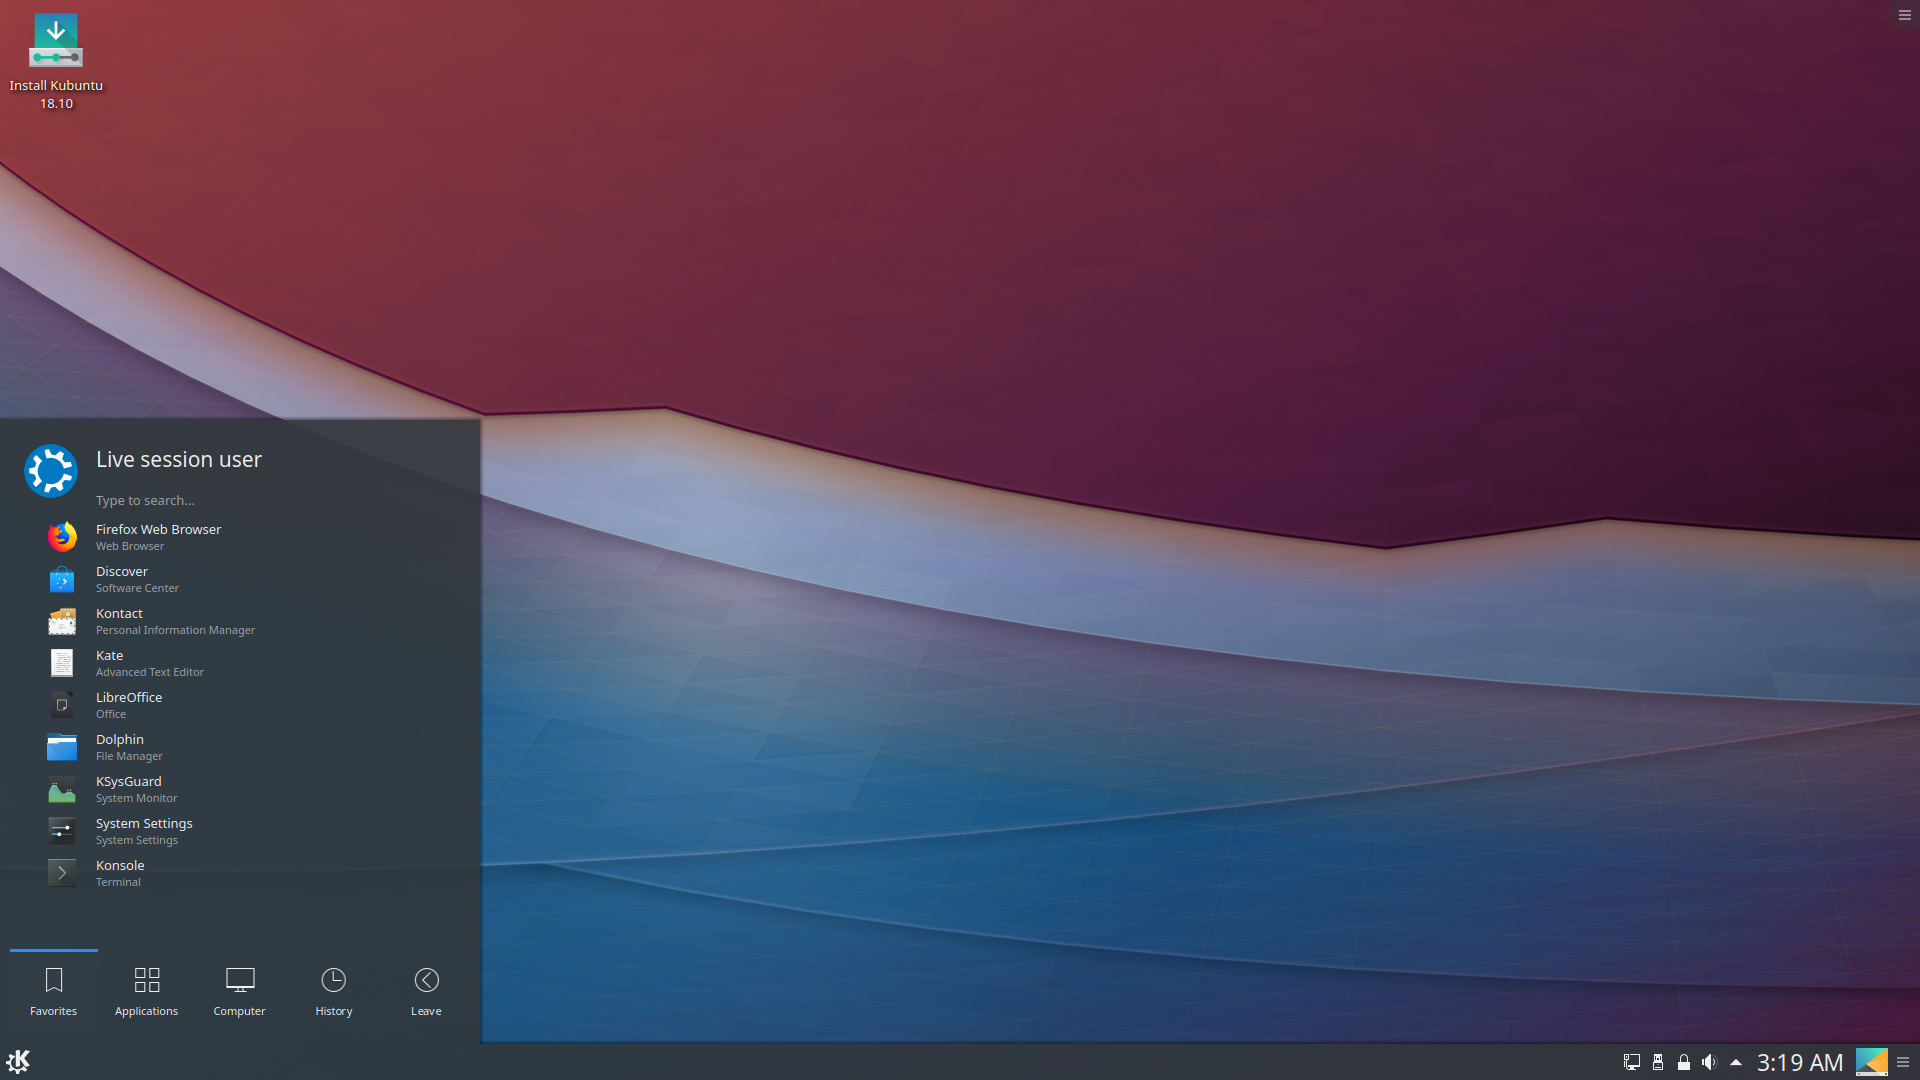 Install Kubuntu
18.10
Live session user
Type to search...
Firefox Web Browser
Web Browser
Discover
Software Center
Kontact
Personal Information Manager
Kate
Advanced Text Editor
LibreOffice
Office
Dolphin
File Manager
KSysGuard
System Monitor
System Settings
System Settings
Konsole
Terminal
Favorites
Applications
Computer
History
Leave
3:19 AM